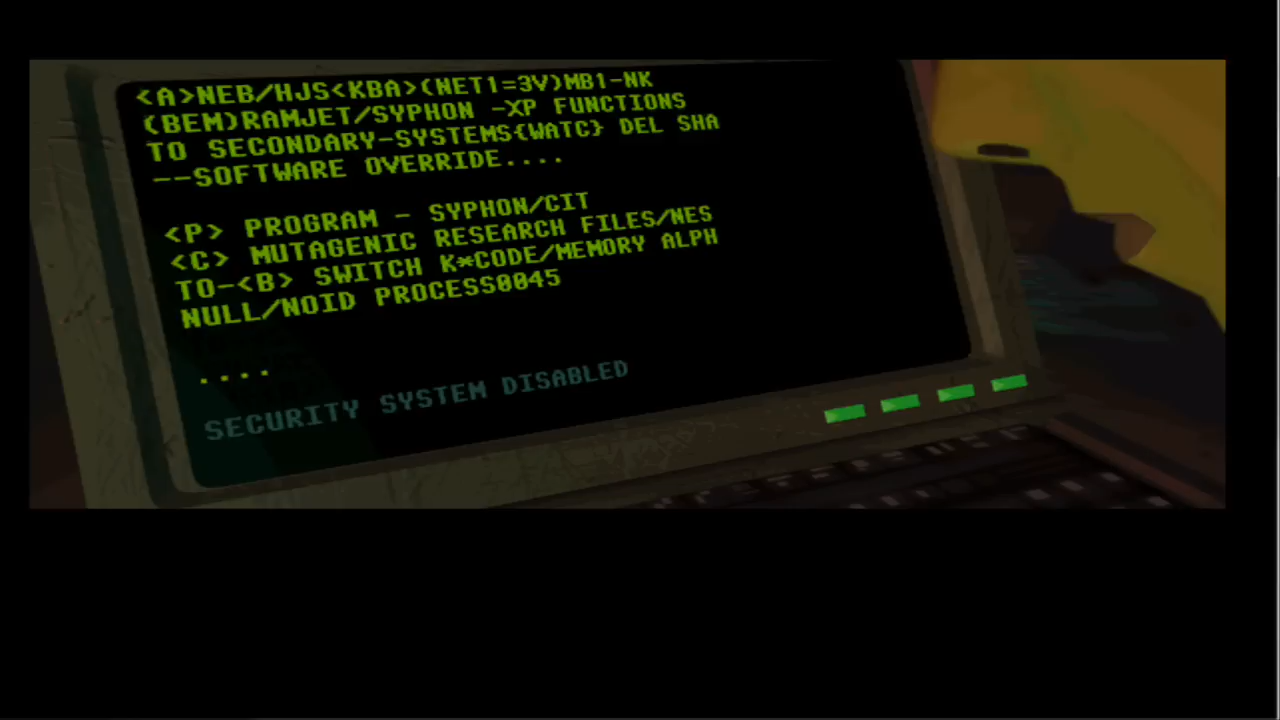 <A>NEB/HJS<KBA>(NET1=3V)MB1-NK
(BEM)RAMJET/SYPHON -XP FUNCTIONS
TO SECONDARY-SYSTEMS{WATC} DEL SHA
--SOFTWARE OVERRIDE....
<P> PROGRAM - SYPHON/CIT
<C> MUTAGENIC RESEARCH FILES/NES
TO-<B> SWITCH K*CODE/MEMORY ALPH
NULL/NOID PROCESS0045
....
SECURITY SYSTEM DISABLED